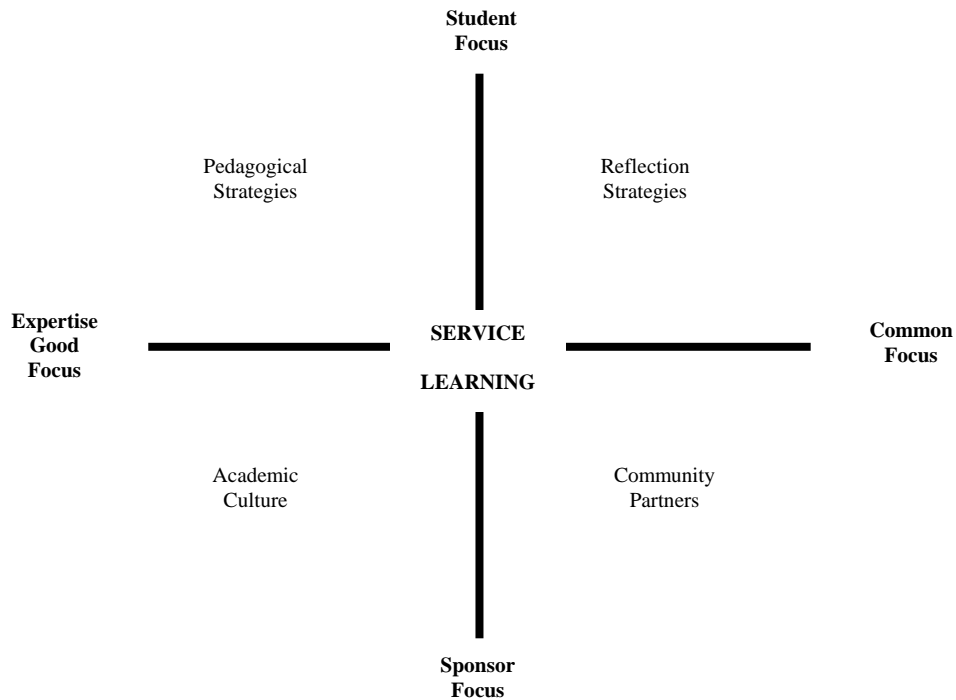 Student
Focus
Pedagogical
Strategies
Reflection
Strategies
Expertise
Good
Focus
SERVICE
LEARNING
Common
Focus
Academic
Culture
Community
Partners
Sponsor
Focus